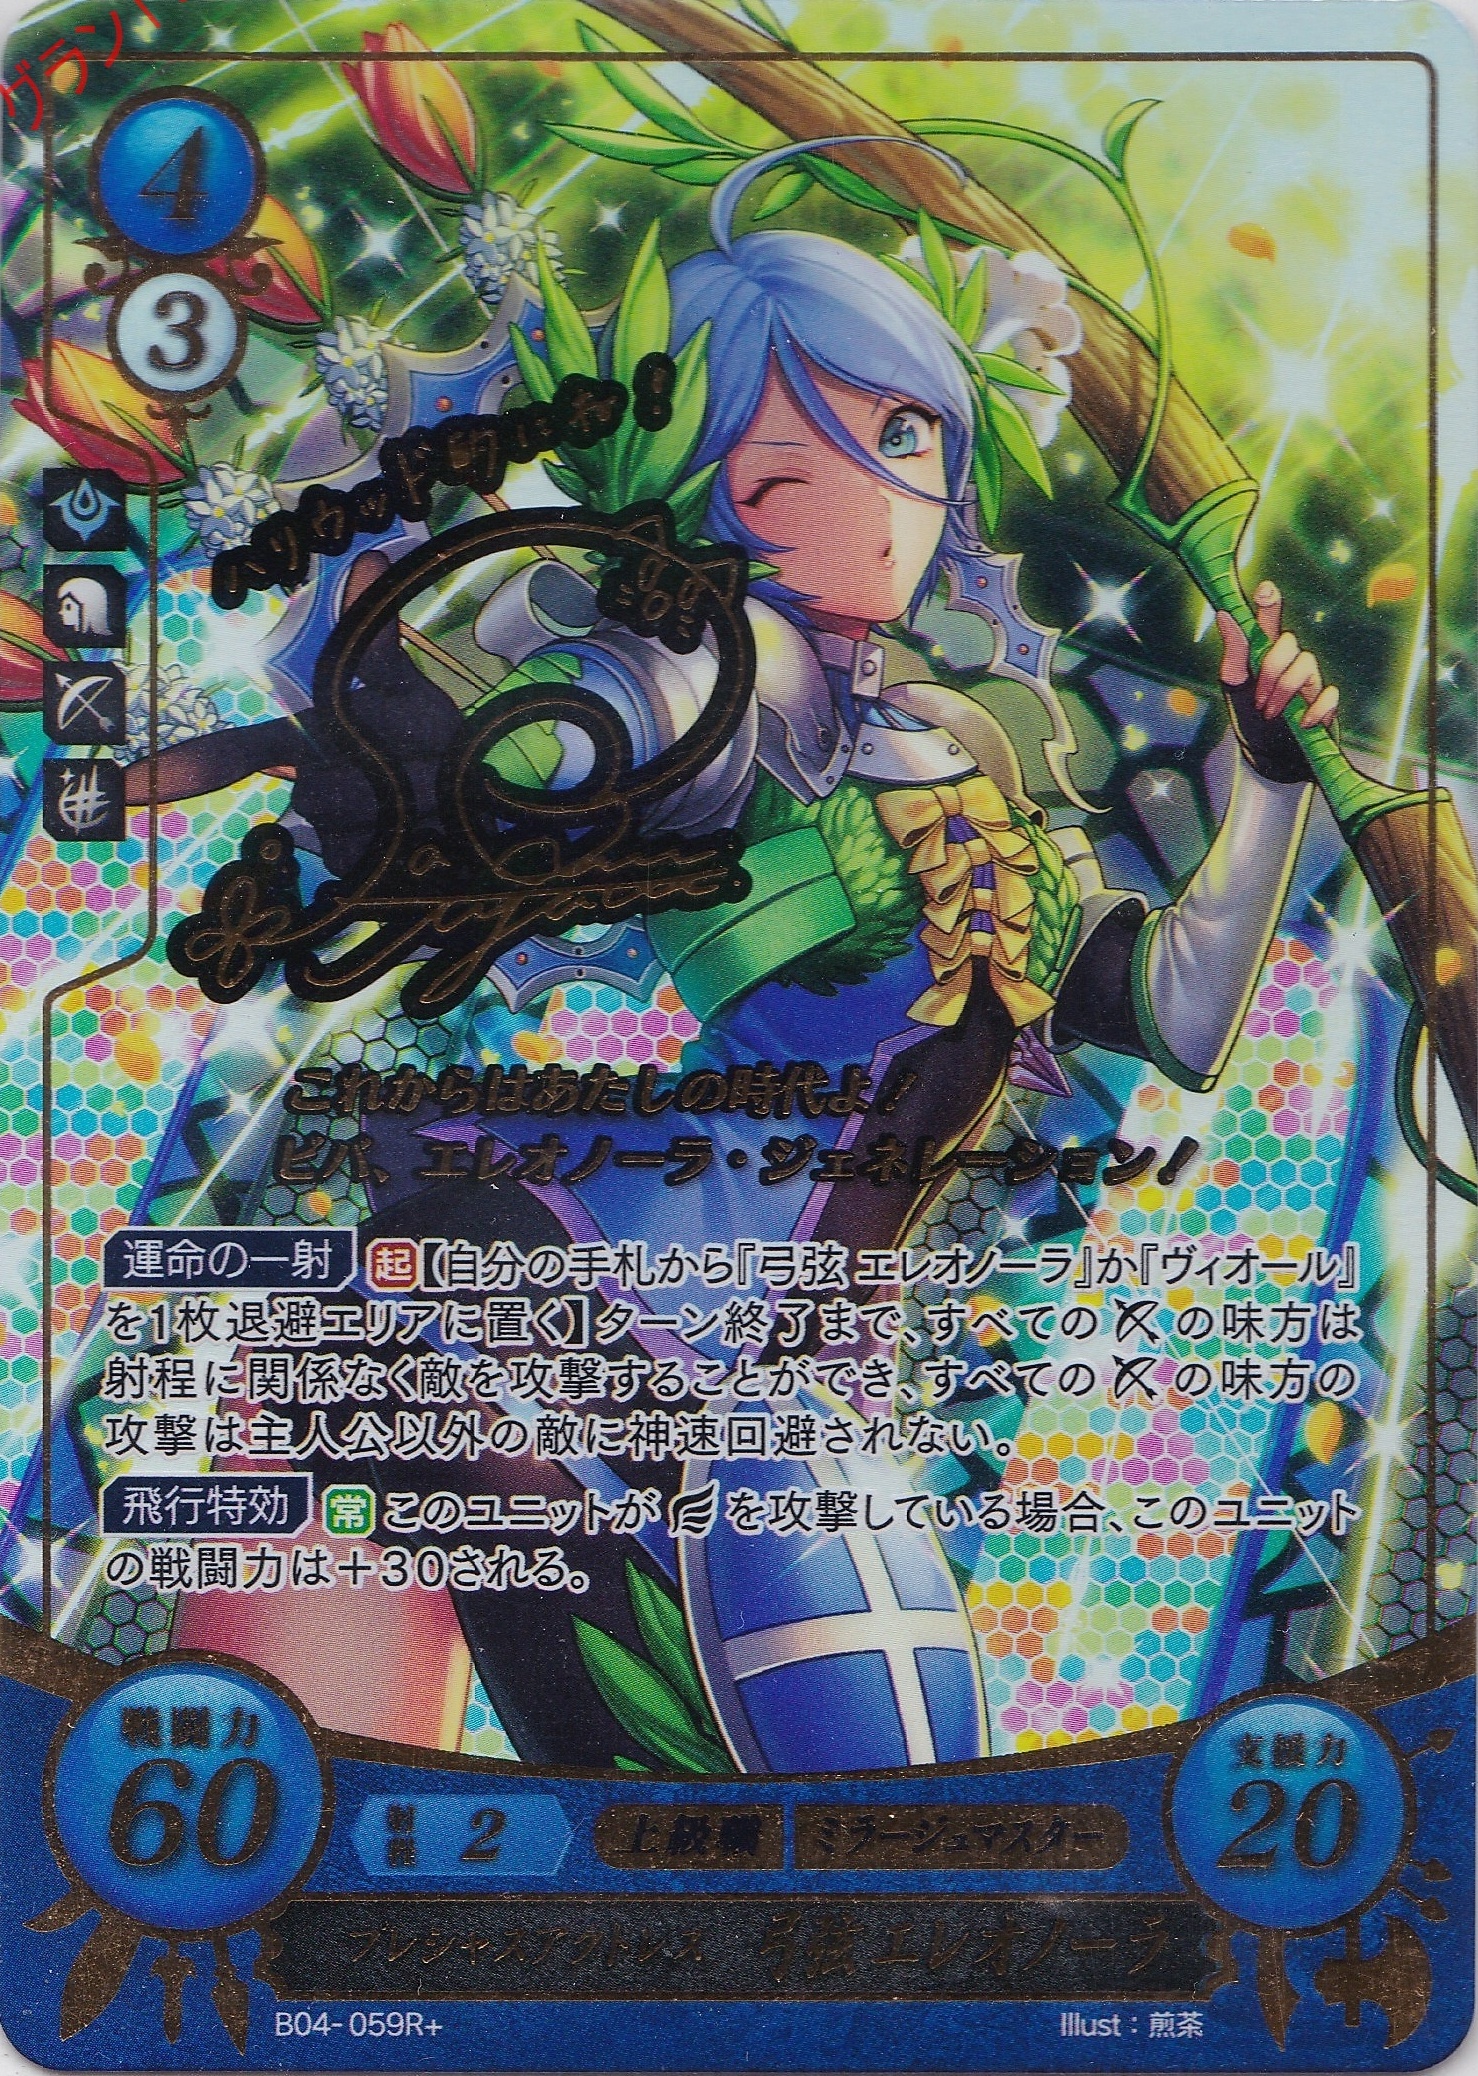 グラン
4
3
ハリウッド的にね!
これからはあたしの時代よ!
ビバ、エレオノーラ・ジェネレーション!
運命の一射 起【自分の手札から『弓弦 エレオノーラ』か『ヴィオール』
を1枚退避エリアに置く】ターン終了まで、すべての の味方は
射程に関係なく敵を攻撃することができ、すべての の味方の
攻撃は主人公以外の敵に神速回避されない。
飛行特効 常 このユニットが を攻撃している場合、このユニット
の戦闘力は+30される。
戦闘力
60
射程 2
上級職 ミラージュマスター
支援力
20
プレシャスアクトレス 弓弦エレオノーラ
B04-059R+
Illust:煎茶